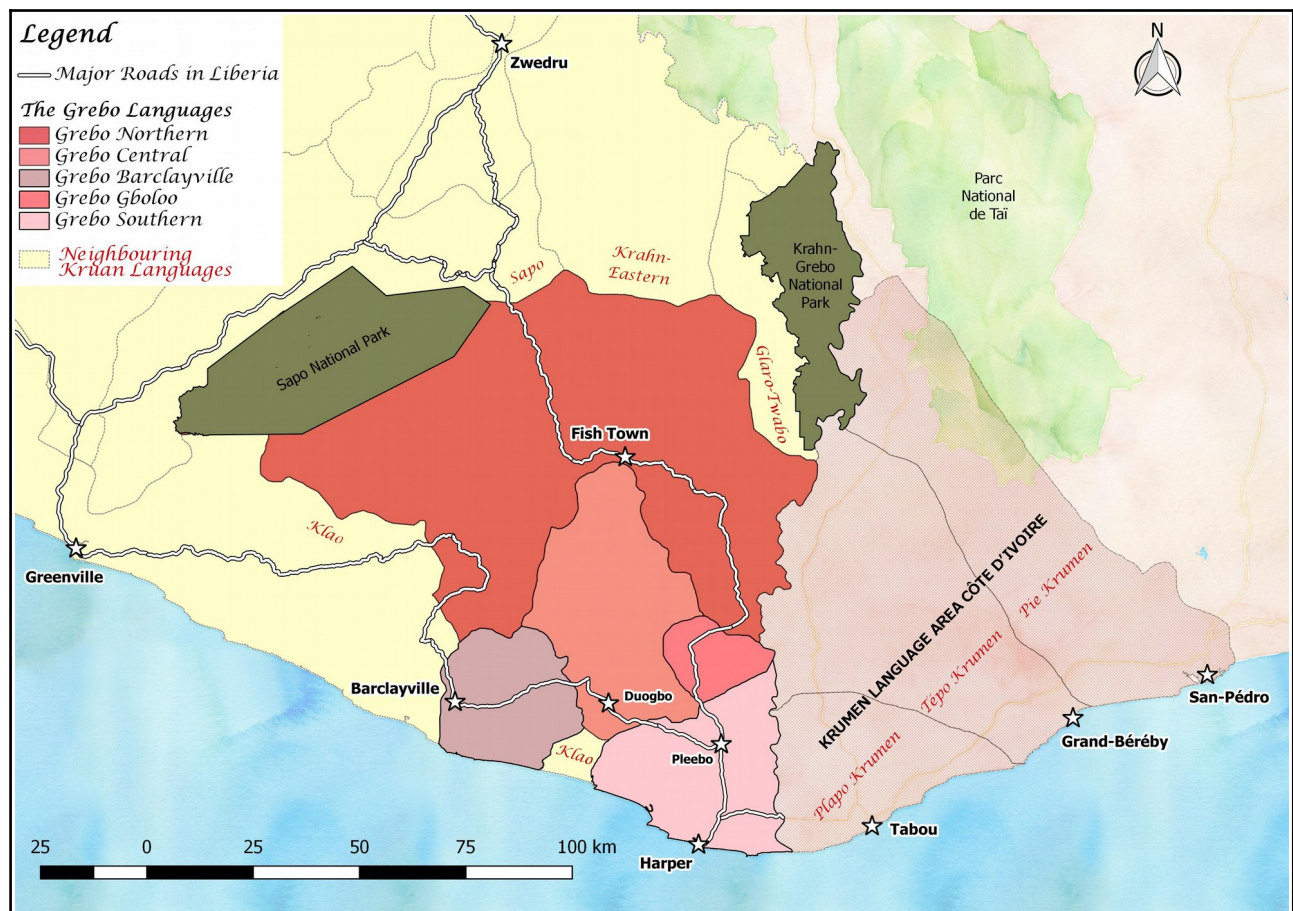 Legend
Major Roads in Liberia
The Grebo Languages
Grebo Northern
Grebo Central
Grebo Barclayville
Grebo Gboloo
Grebo Southern
Neighbouring
Kruan Languages
N
Zwedru
Parc
National
de Taï
Krahn-
Grebo
National
Park
Sapo
Krahn-
Eastern
Sapo National Park
Glaro-Twabo
Fish Town
Klao
Greenville
KRUMEN LANGUAGE AREA CÔTE D'IVOIRE
Pie Krumen
Tepo Krumen
Plapo Krumen
Barclayville
Duogbo
Klao
Pleebo
San-Pédro
Grand-Béréby
Tabou
Harper
25 0 25 50 75 100 km